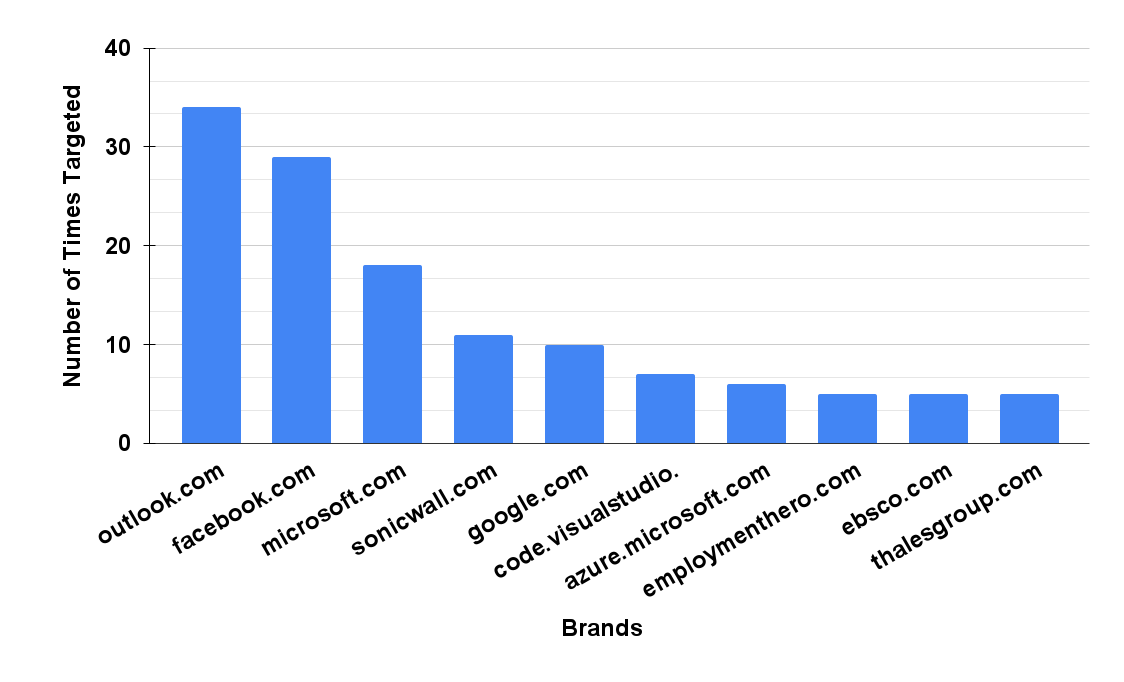 Number of Times Targeted
40
30
20
10
0
outlook.com
facebook.com
microsoft.com
sonicwall.com
google.com
code.visualstudio.
azure.microsoft.com
employmenthero.com
ebsco.com
thalesgroup.com
Brands